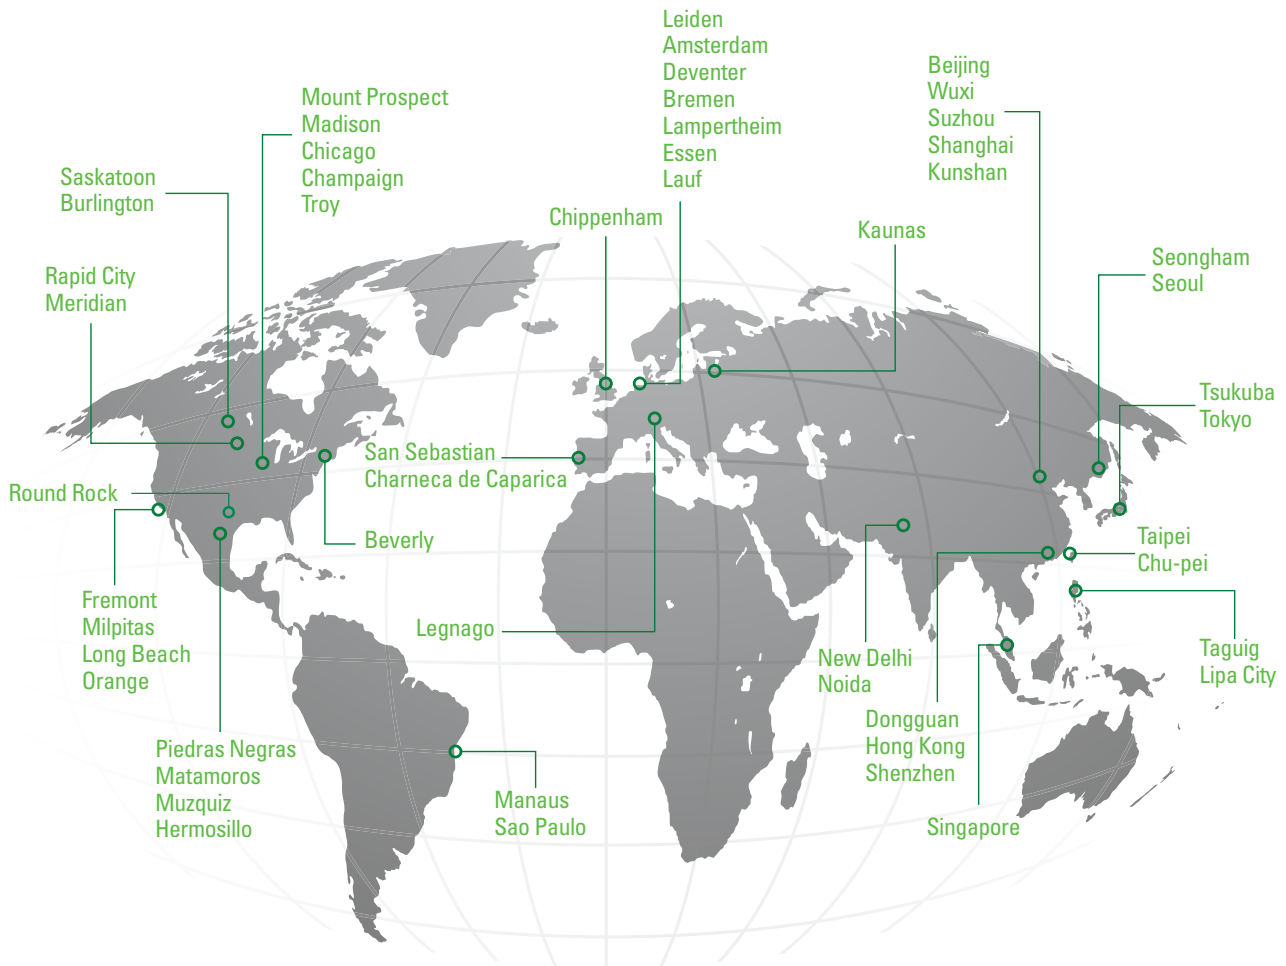 Leiden
Amsterdam
Deventer
Bremen
Lampertheim
Essen
Lauf
Beijing
Wuxi
Suzhou
Shanghai
Kunshan
Mount Prospect
Madison
Chicago
Champaign
Troy
Saskatoon
Burlington
Chippenham
Kaunas
Seongham
Seoul
Rapid City
Meridian
Tsukuba
Tokyo
San Sebastian
Charneca de Caparica
Round Rock
Beverly
Taipei
Chu-pei
Fremont
Milpitas
Long Beach
Orange
Legnago
New Delhi
Noida
Taguig
Lipa City
Dongguan
Hong Kong
Shenzhen
Piedras Negras
Matamoros
Muzquiz
Hermosillo
Manaus
Sao Paulo
Singapore